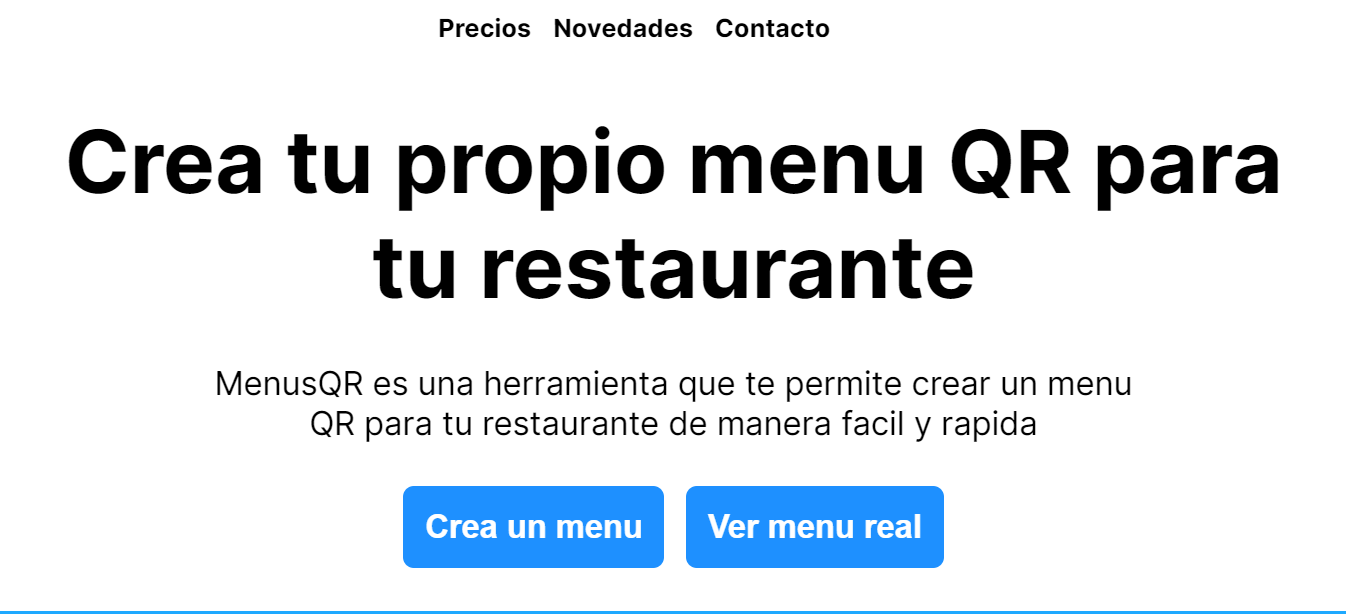 Precios Novedades Contacto
Crea tu propio menu QR para
tu restaurante
MenusQR es una herramienta que te permite crear un menu
QR para tu restaurante de manera facil y rapida
Crea un menu Ver menu real